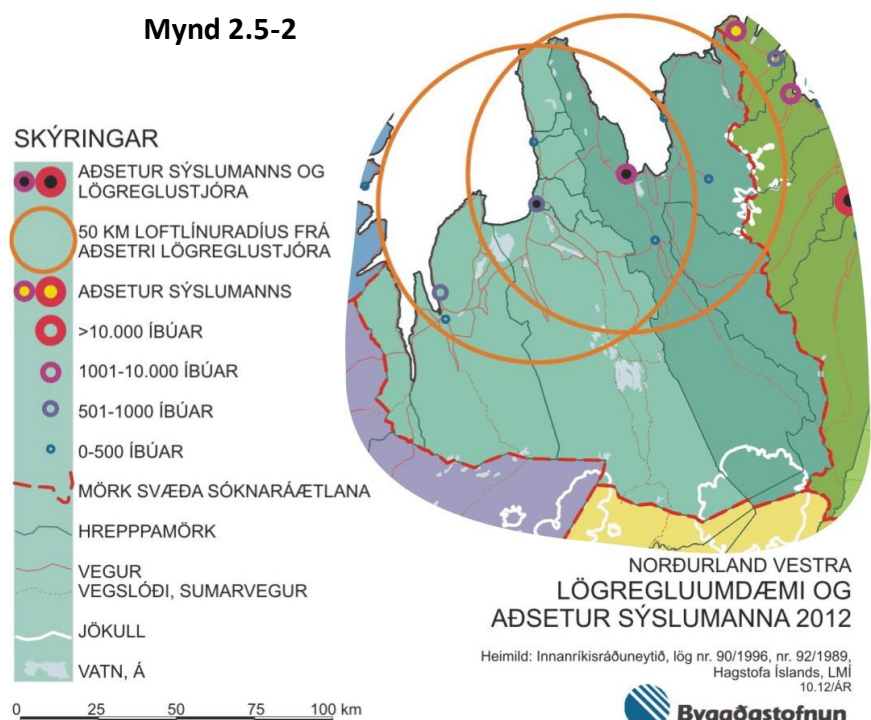 Mynd 2.5-2
SKÝRINGAR
AÐSETUR SÝSLUMANNS OG
LÖGREGLUSTJÓRA
50 KM LOFTLÍNURADÍUS FRÁ
AÐSETRI LÖGREGLUSTJÓRA
AÐSETUR SÝSLUMANNS
>10.000 ÍBÚAR
1001-10.000 ÍBÚAR
501-1000 ÍBÚAR
0-500 ÍBÚAR
MÖRK SVÆÐA SÓKNARÁÆTLANA
HREPPPAMÖRK
VEGUR
VEGSLÓÐI, SUMARVEGUR
JÖKULL
VATN, Á
0 25 50 75 100 km
NORÐURLAND VESTRA
LÖGREGLUUMDÆMI OG
AÐSETUR SÝSLUMANNA 2012
Heimild: Innanríkisráðuneytið, lög nr. 90/1996, nr. 92/1989,
Hagstofa Íslands, LMÍ
10.12/ÁR
Byggðastofnun